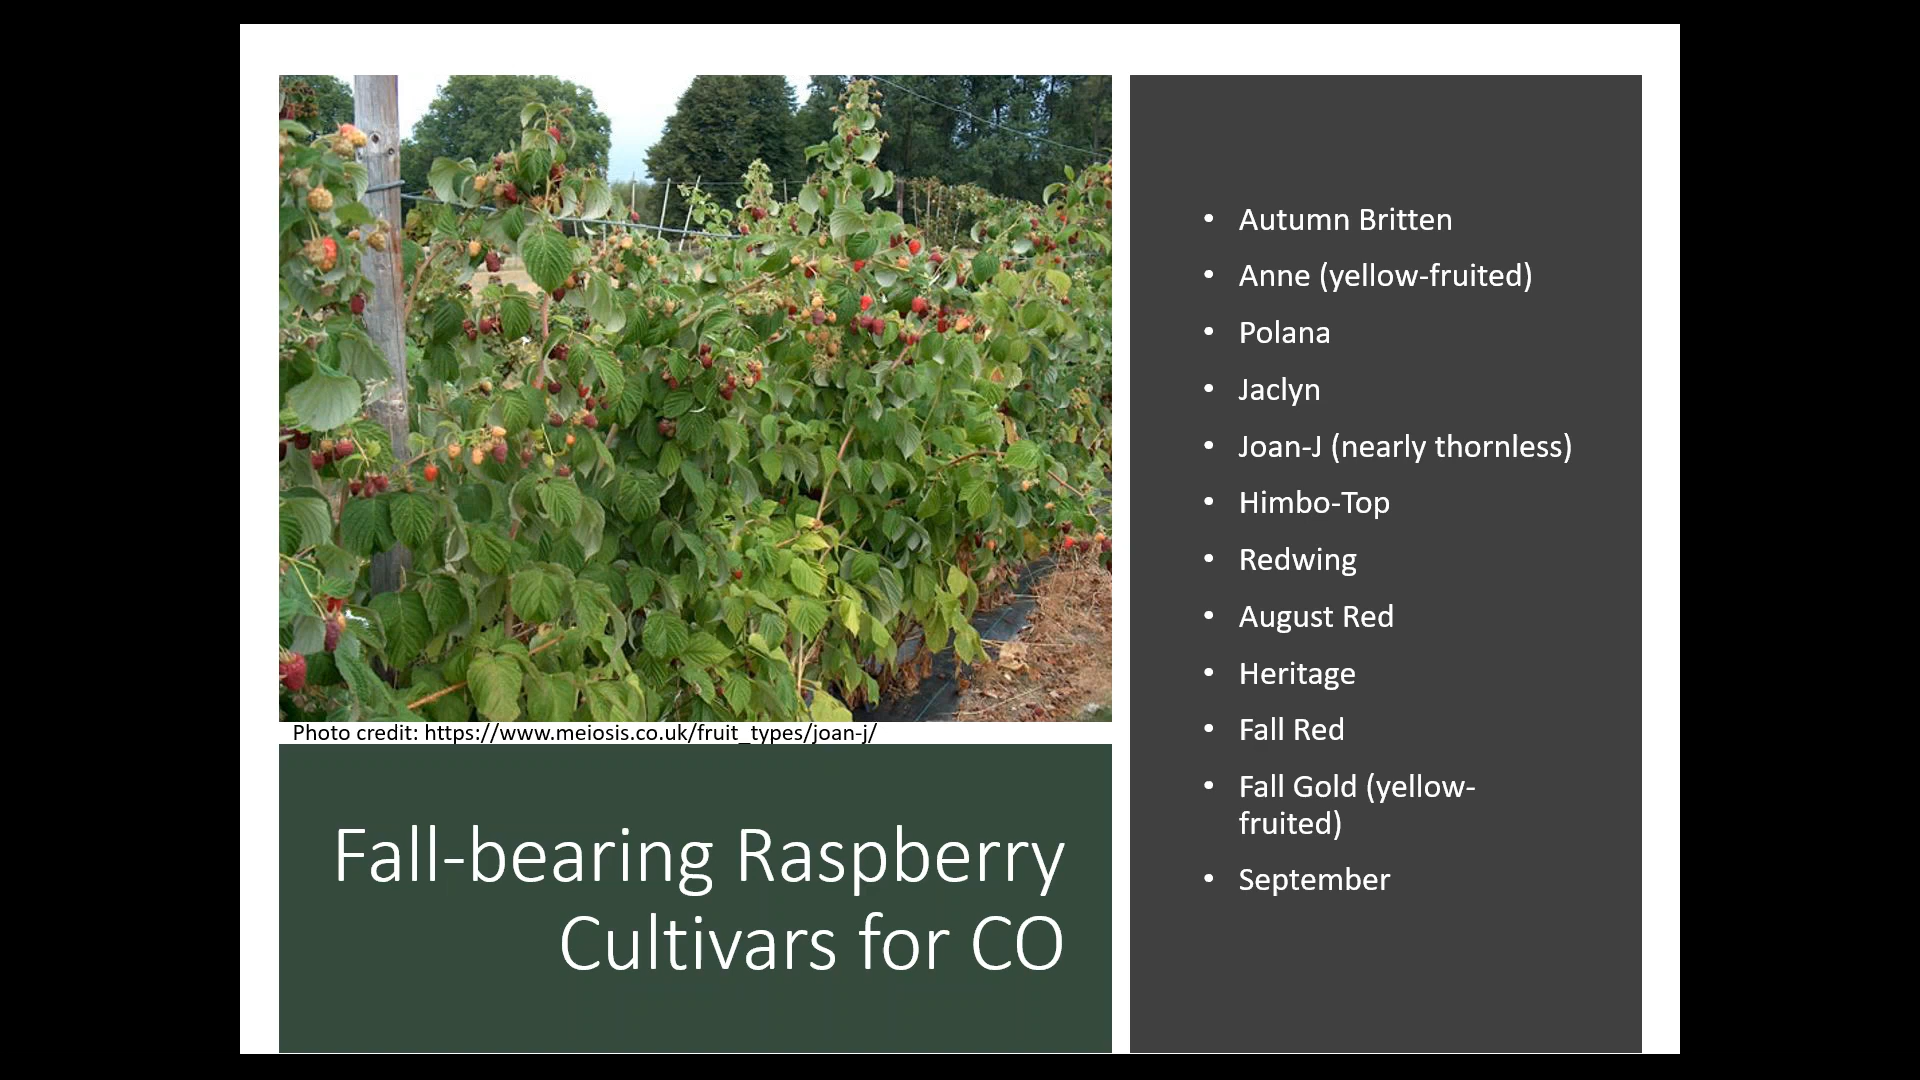 Photo credit: https://www.meiosis.co.uk/fruit_types/joan-j/
Fall-bearing Raspberry
Cultivars for CO
• Autumn Britten
• Anne (yellow-fruited)
• Polana
• Jaclyn
• Joan-J (nearly thornless)
• Himbo-Top
• Redwing
• August Red
• Heritage
• Fall Red
• Fall Gold (yellow-
fruited)
• September